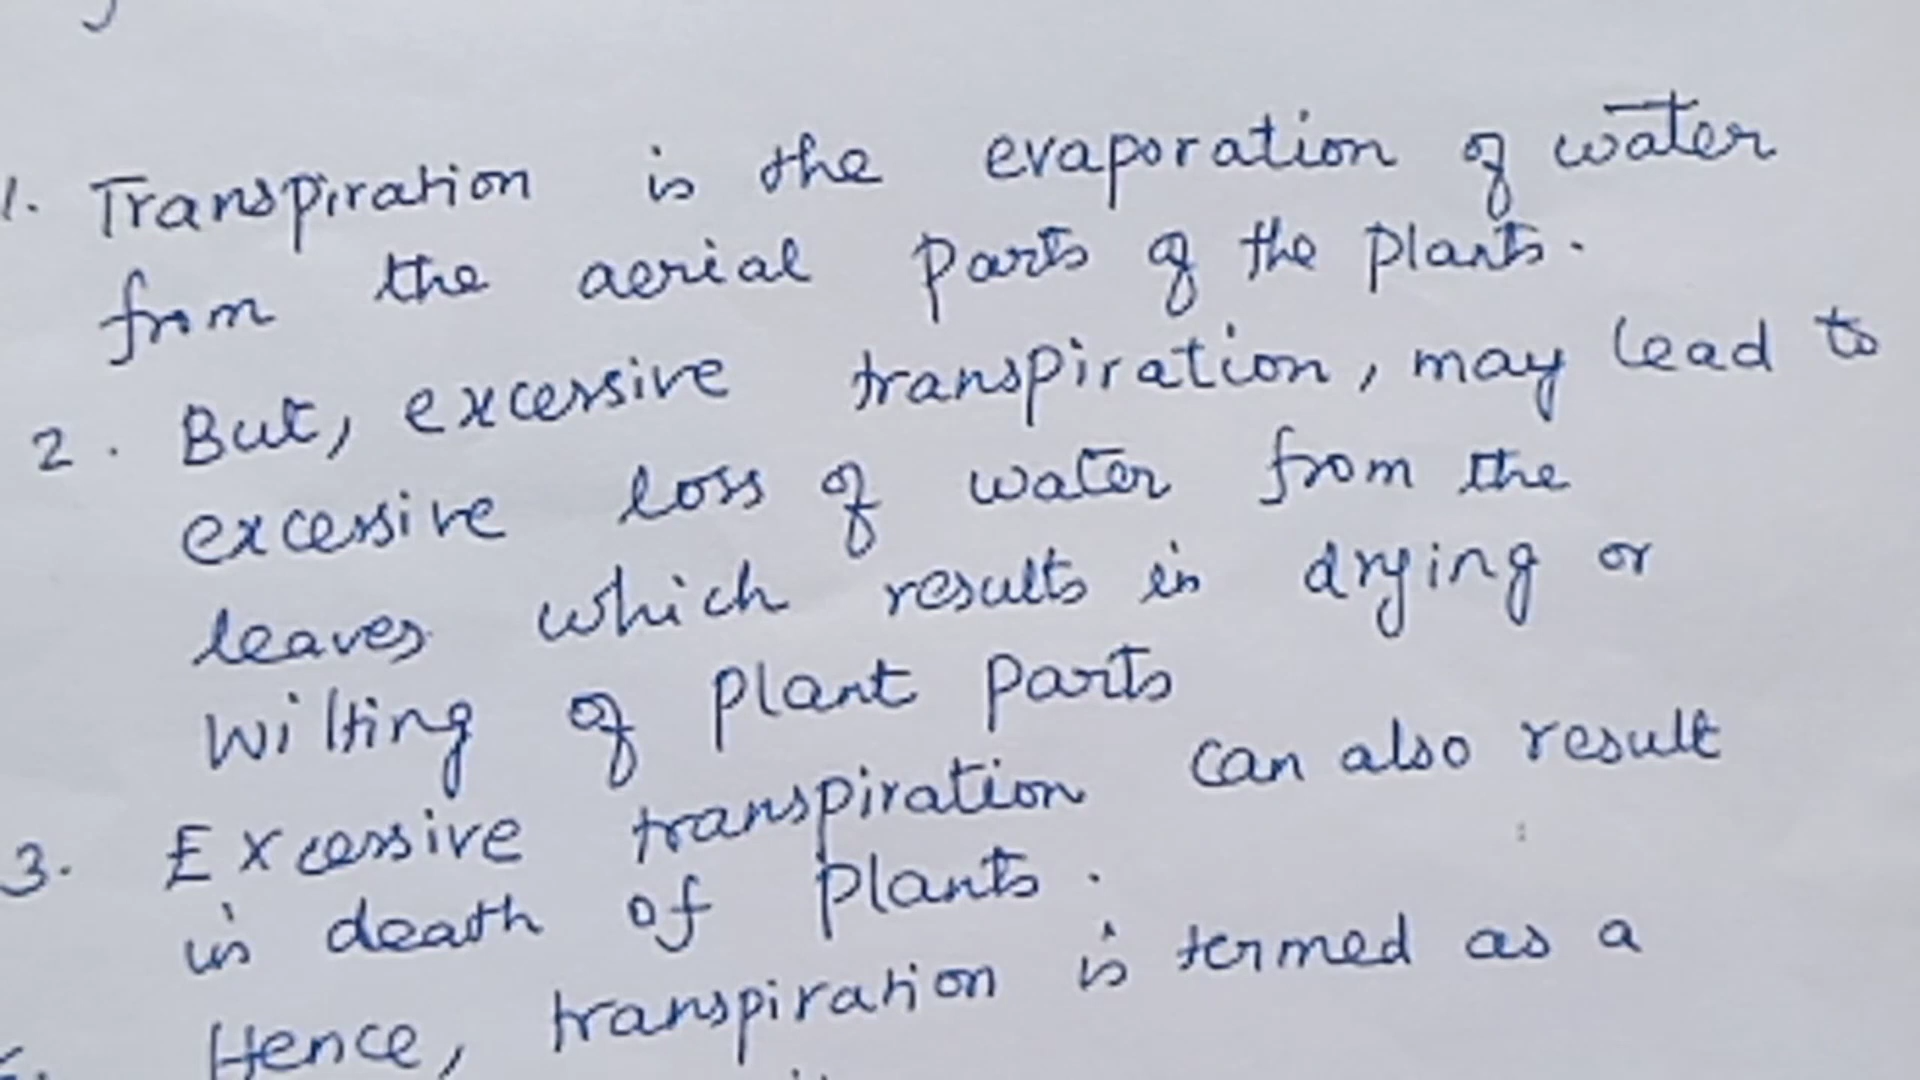 1. Transpiration is the evaporation of water
from the aerial parts of the plants.
2. But, excessive transpiration, may lead to
excessive loss of water from the
leaves which results in drying or
wilting of plant parts
3. Excessive transpiration can also result
in death of plants.
Hence, transpiration is termed as a